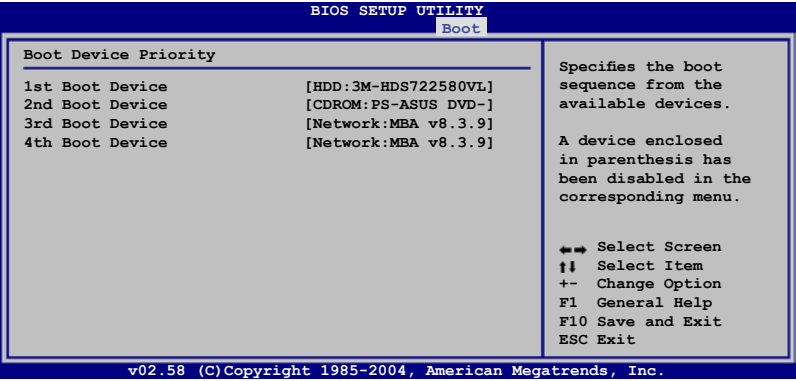 BIOS SETUP UTILITY
Boot
Boot Device Priority
1st Boot Device [HDD:3M-HDS722580VL]
2nd Boot Device [CDROM:PS-ASUS DVD-]
3rd Boot Device [Network:MBA v8.3.9]
4th Boot Device [Network:MBA v8.3.9]
Specifies the boot
sequence from the
available devices.
A device enclosed
in parenthesis has
been disabled in the
corresponding menu.
←→ Select Screen
↑↓ Select Item
+- Change Option
F1 General Help
F10 Save and Exit
ESC Exit
v02.58 (C)Copyright 1985-2004, American Megatrends, Inc.